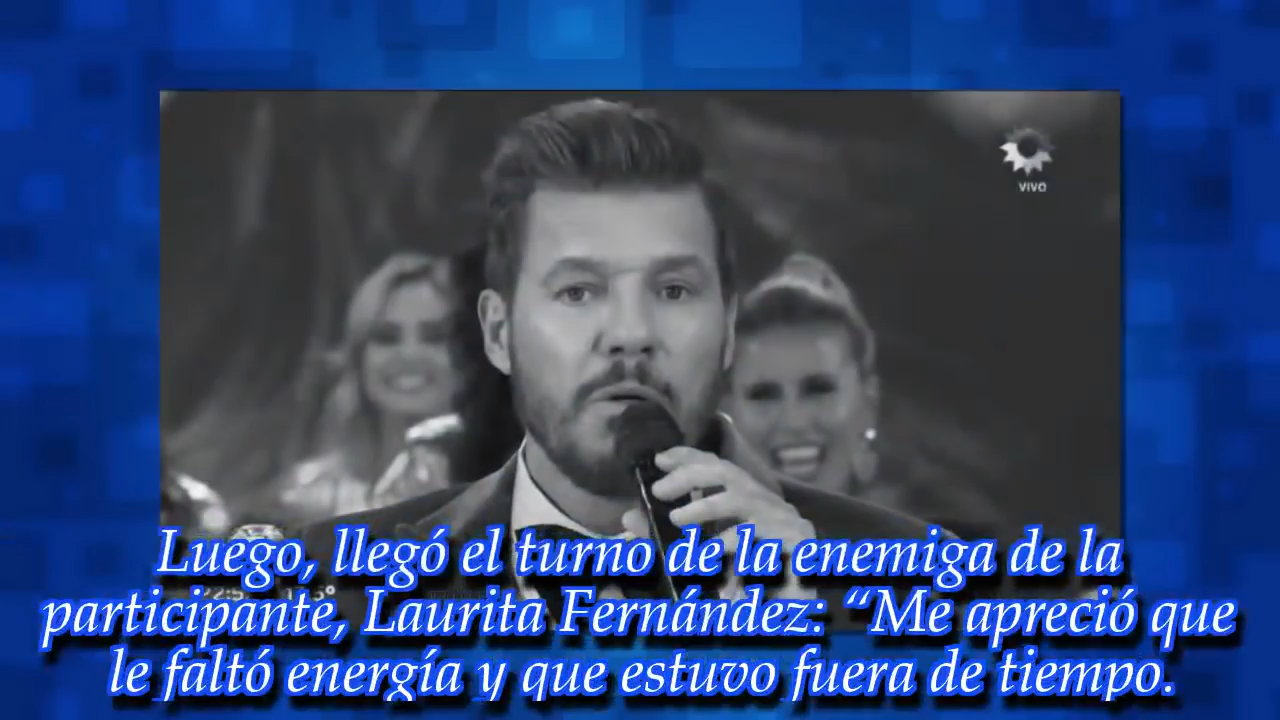 VIVO
Luego, llegó el turno de la enemiga de la
participante, Laurita Fernández: “Me apreció que
le faltó energía y que estuvo fuera de tiempo.